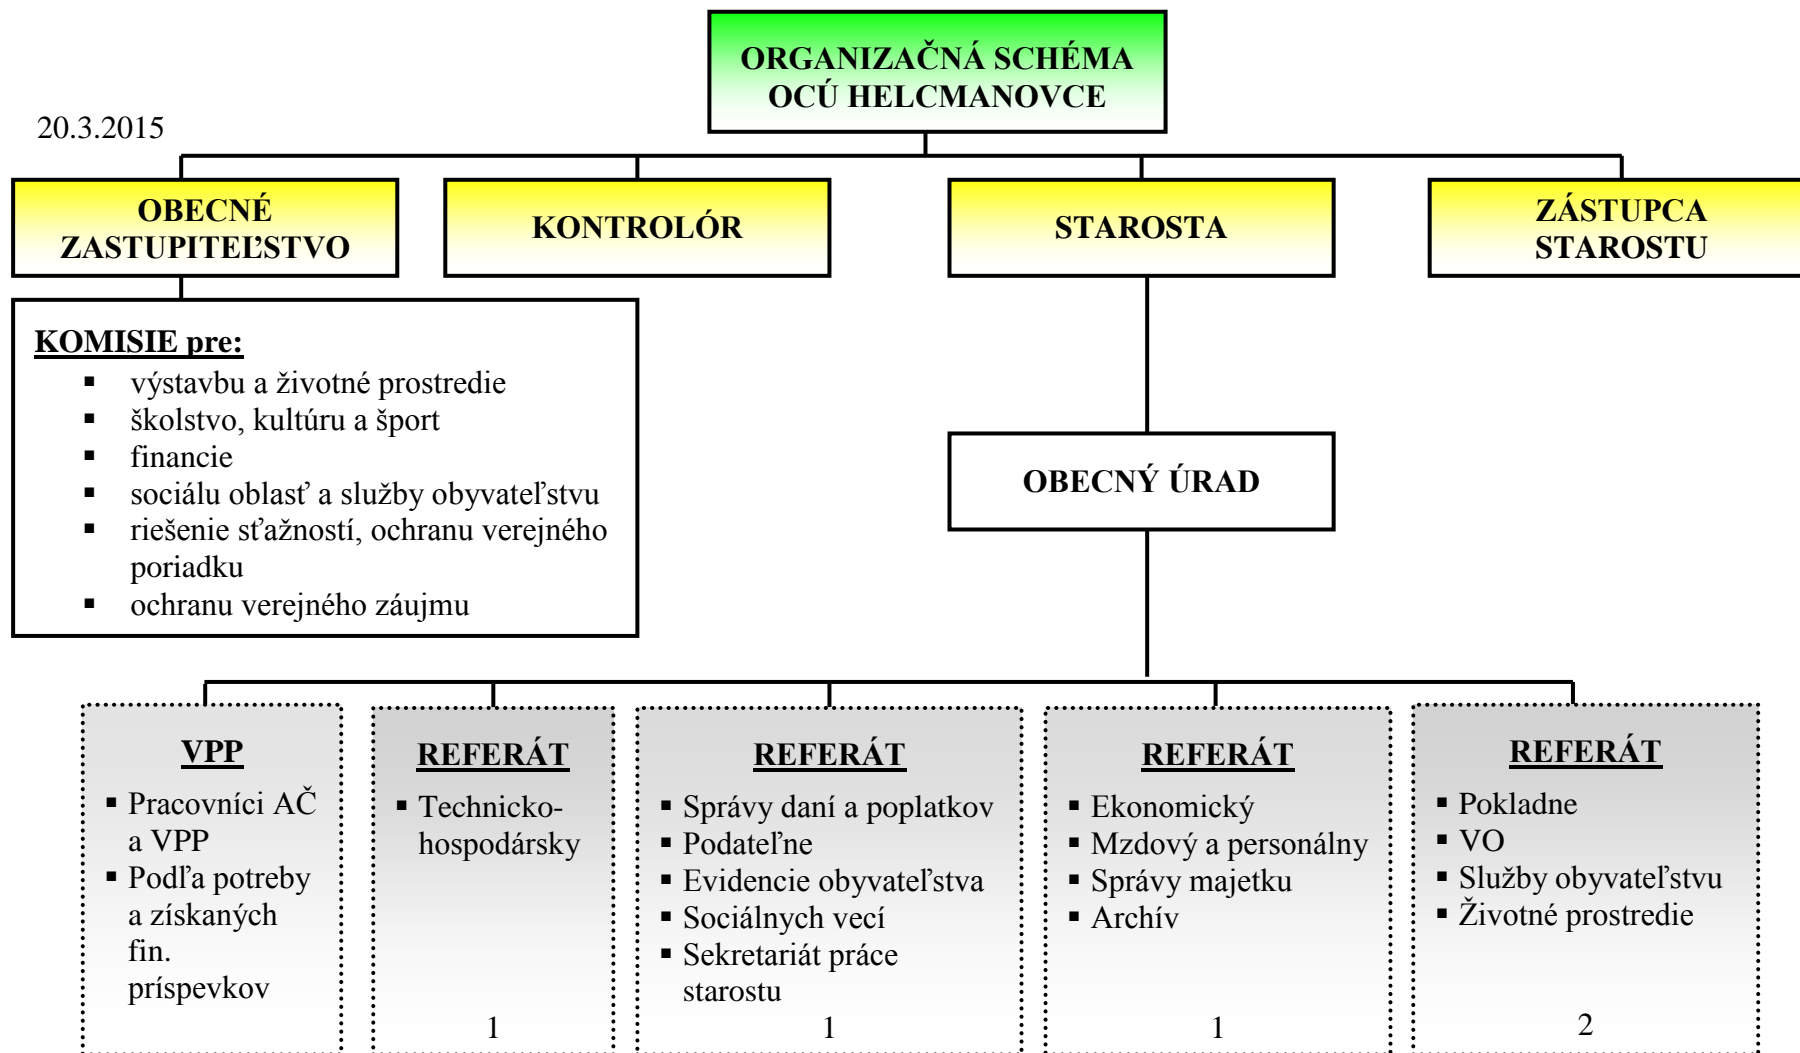 ORGANIZAČNÁ SCHÉMA
OCÚ HELCMANOVCE
20.3.2015
OBECNÉ
ZASTUPITEĽSTVO
KONTROLÓR
STAROSTA
ZÁSTUPCA
STAROSTU
KOMISIE pre:
▪ výstavbu a životné prostredie
▪ školstvo, kultúru a šport
▪ financie
▪ sociálu oblasť a služby obyvateľstvu
▪ riešenie sťažností, ochranu verejného
poriadku
▪ ochranu verejného záujmu
OBECNÝ ÚRAD
VPP
▪ Pracovníci AČ
a VPP
▪ Podľa potreby
a získaných
fin.
príspevkov
REFERÁT
▪ Technicko-
hospodársky
1
REFERÁT
▪ Správy daní a poplatkov
▪ Podateľne
▪ Evidencie obyvateľstva
▪ Sociálnych vecí
▪ Sekretariát práce
starostu
1
REFERÁT
▪ Ekonomický
▪ Mzdový a personálny
▪ Správy majetku
▪ Archív
1
REFERÁT
▪ Pokladne
▪ VO
▪ Služby obyvateľstvu
▪ Životné prostredie
2